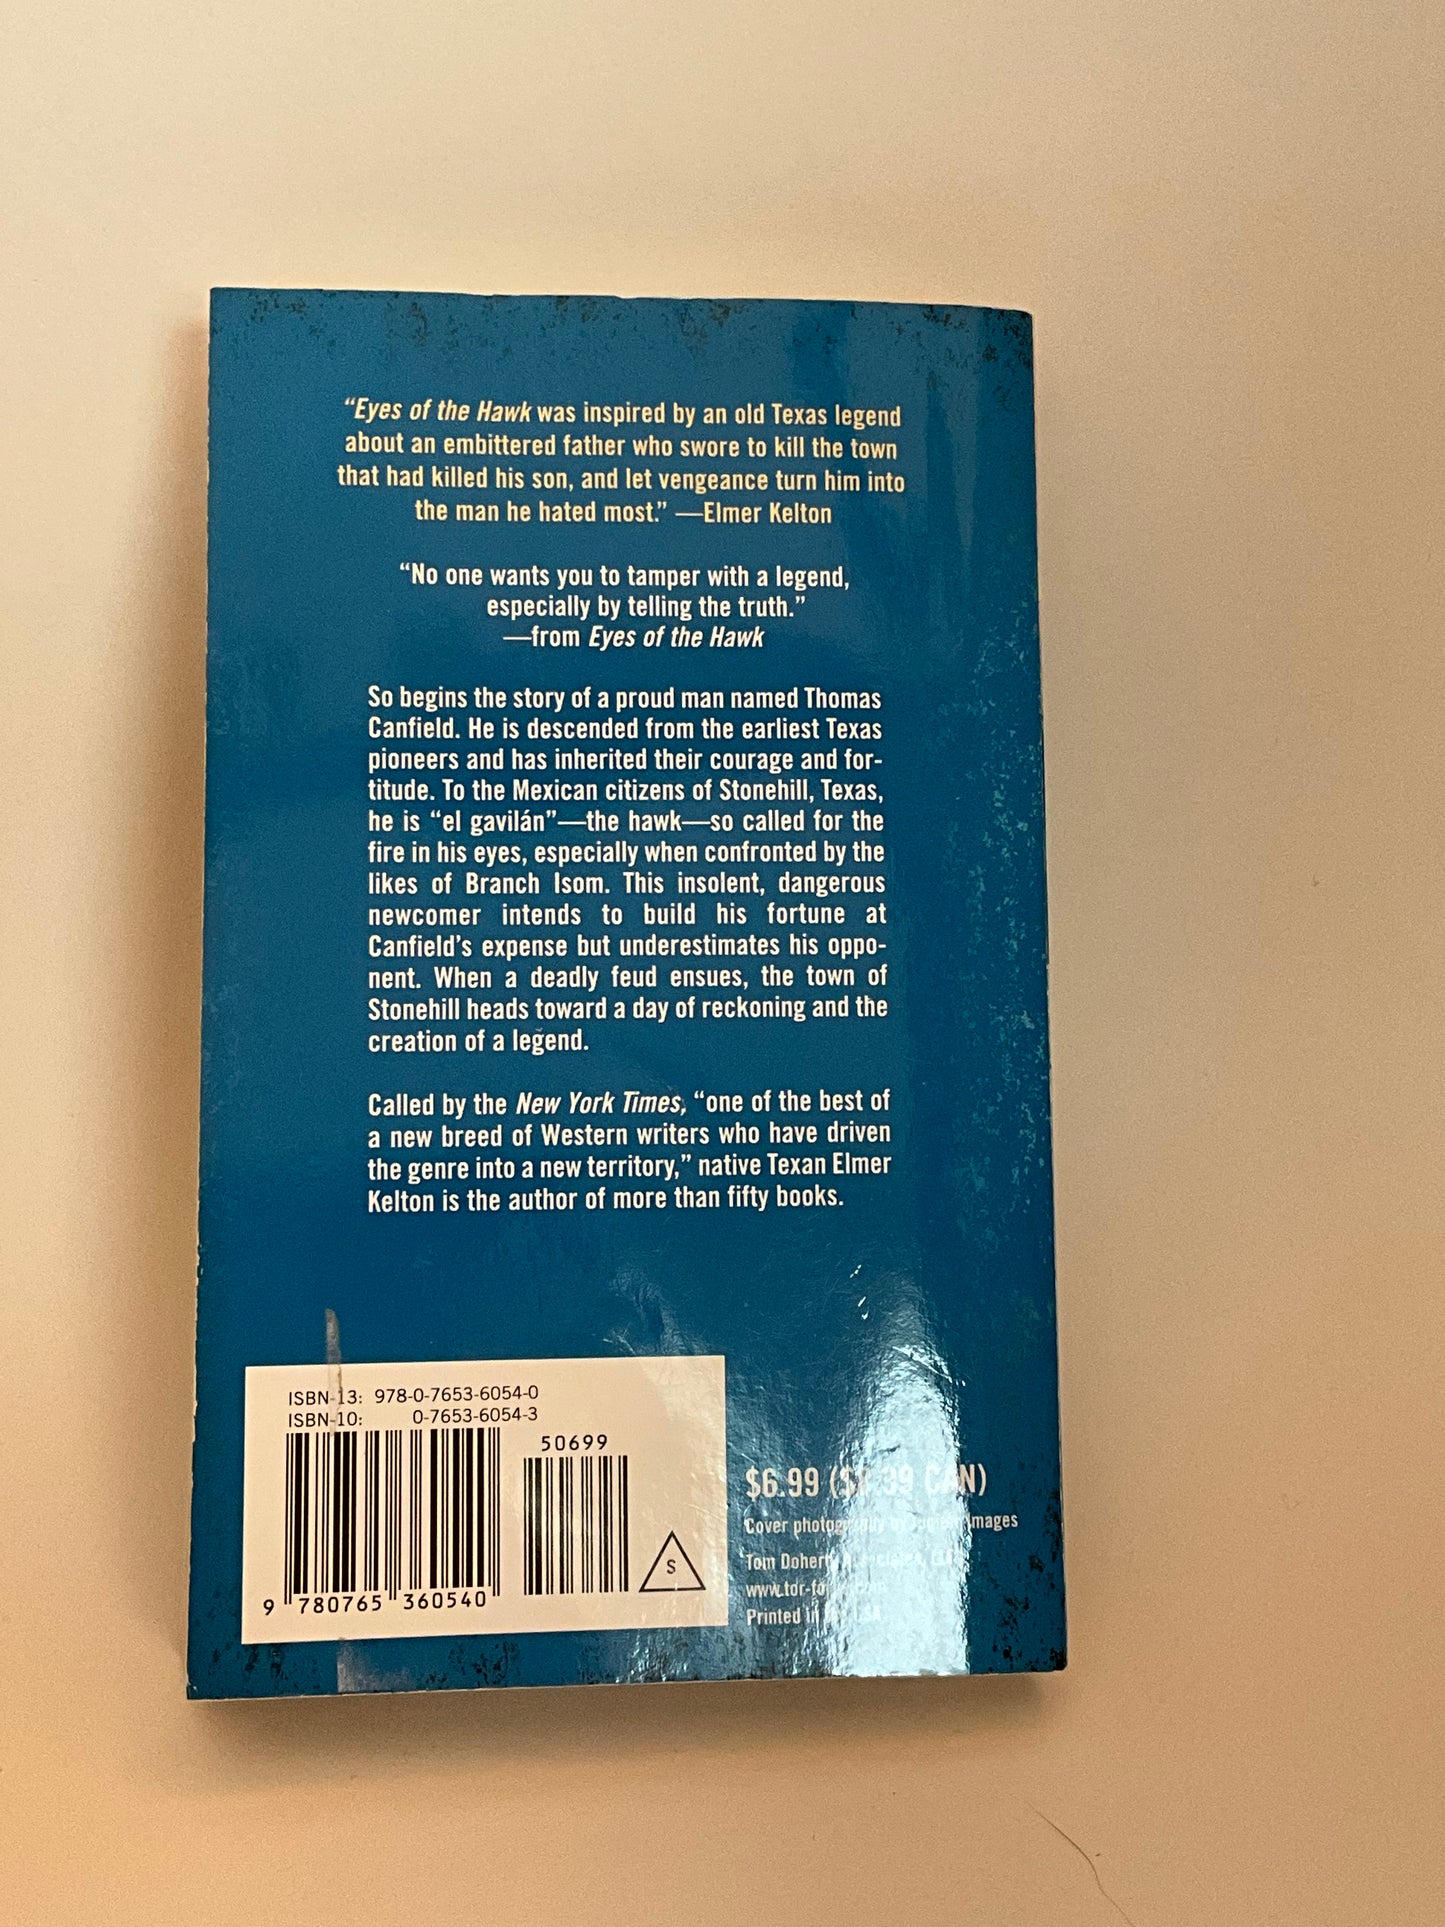 “Eyes of the Hawk was inspired by an old Texas legend
about an embittered father who swore to kill the town
that had killed his son, and let vengeance turn him into
the man he hated most.” —Elmer Kelton
“No one wants you to tamper with a legend,
especially by telling the truth.”
—from Eyes of the Hawk
So begins the story of a proud man named Thomas
Canfield. He is descended from the earliest Texas
pioneers and has inherited their courage and for-
titude. To the Mexican citizens of Stonehill, Texas,
he is “el gavilán”—the hawk—so called for the
fire in his eyes, especially when confronted by the
likes of Branch Isom. This insolent, dangerous
newcomer intends to build his fortune at
Canfield’s expense but underestimates his oppo-
nent. When a deadly feud ensues, the town of
Stonehill heads toward a day of reckoning and the
creation of a legend.
Called by the New York Times, “one of the best of
a new breed of Western writers who have driven
the genre into a new territory,” native Texan Elmer
Kelton is the author of more than fifty books.
ISBN-13: 978-0-7653-6054-0
ISBN-10: 0-7653-6054-3
50699
9 780765 360540
S
$6.99 CAN)
Cover photography by Images
Tom Doherty
Printed in USA